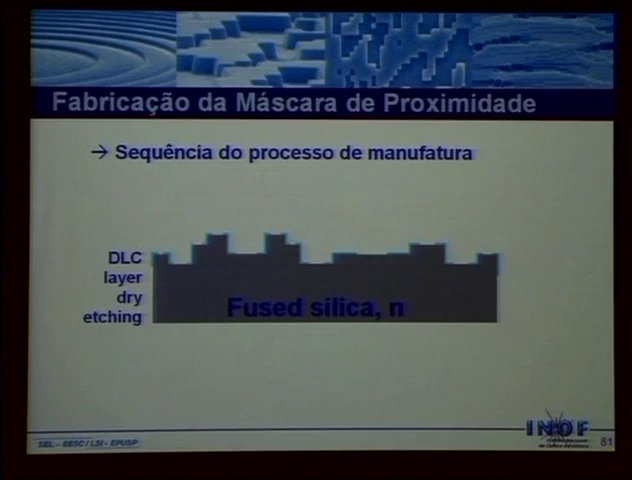 Fabricação da Máscara de Proximidade
→ Sequência do processo de manufatura
DLC
layer
dry
etching
Fused silica, n
SEL – EESC / LSI - EPUSP
INOF
81